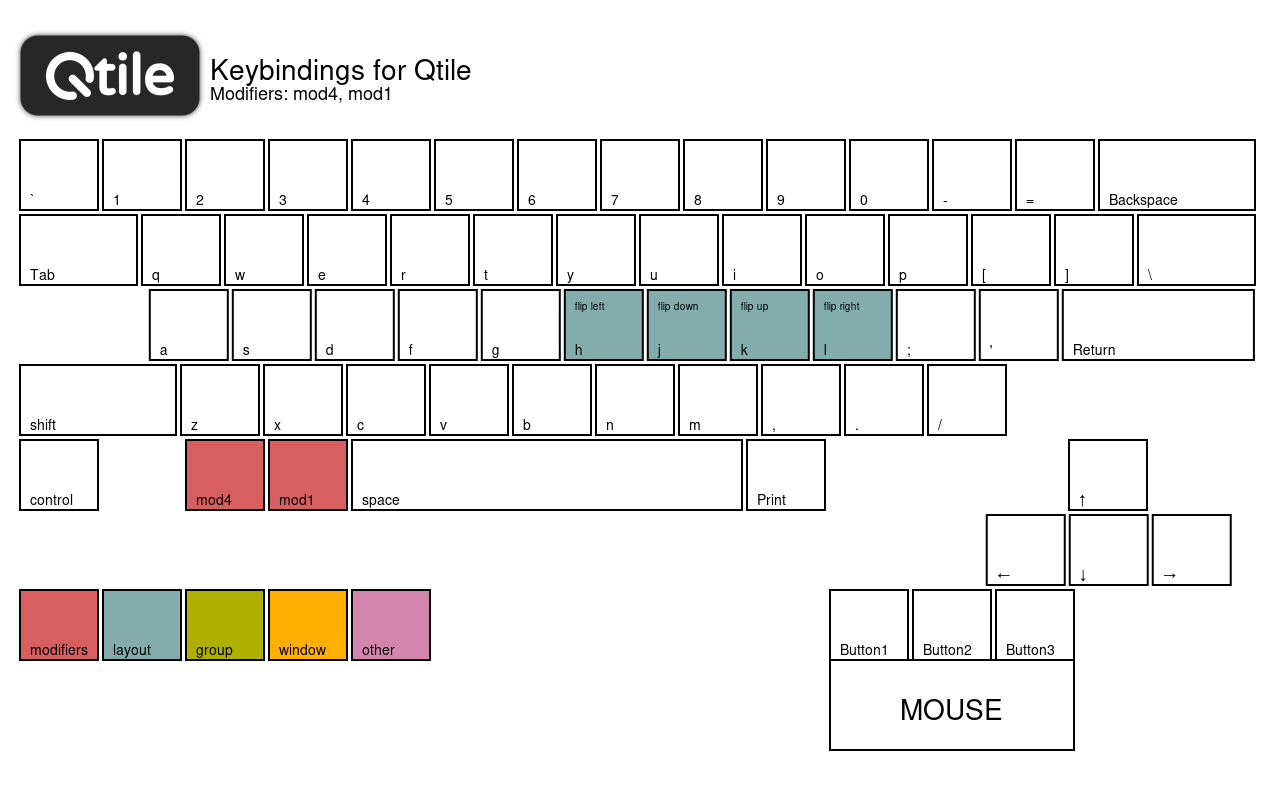 Qtile
Keybindings for Qtile
Modifiers: mod4, mod1
` 1 2 3 4 5 6 7 8 9 0 - = Backspace
Tab q w e r t y u i o p [ ] \
flip left flip down flip up flip right
a s d f g h j k l ; ' Return
shift z x c v b n m , . /
control mod4 mod1 space Print ↑
← ↓ →
modifiers layout group window other Button1 Button2 Button3
MOUSE